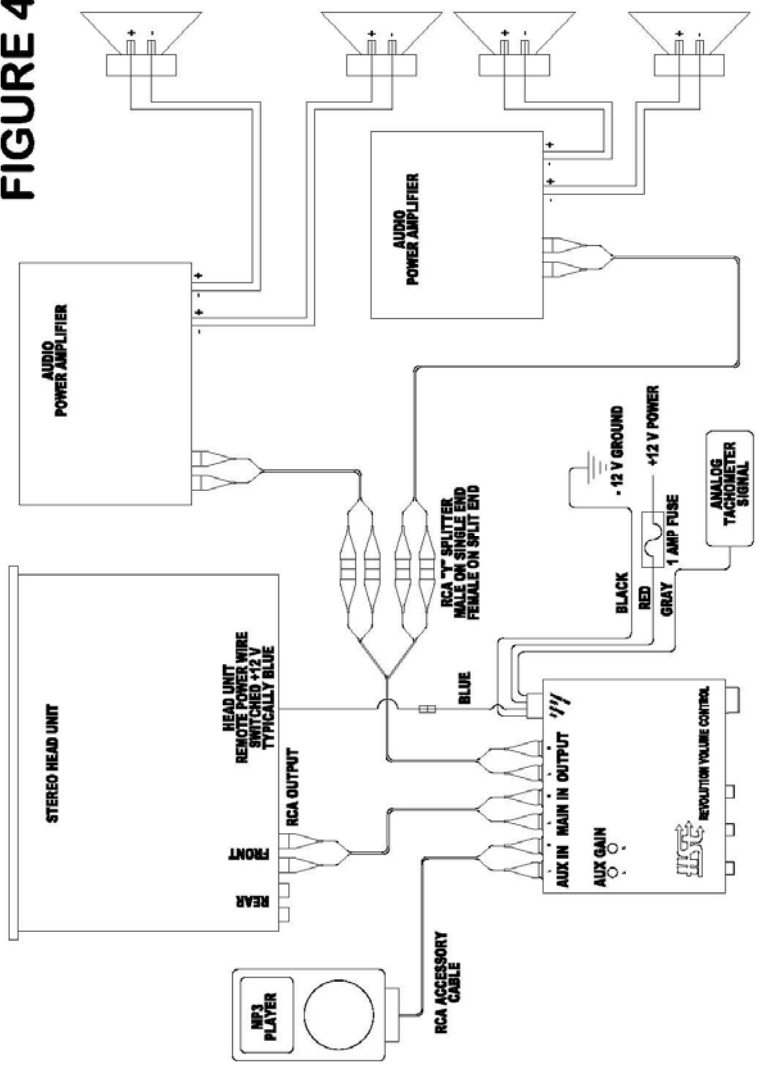 FIGURE 4
AUDIO
POWER AMPLIFIER
AUDIO
POWER AMPLIFIER
+
-
+
-
+
-
+
-
+
-
+
-
+
-
+
-
STEREO HEAD UNIT
HEAD UNIT
REMOTE POWER WIRE
SWITCHED +12 V
TYPICALLY BLUE
RCA OUTPUT
FRONT
REAR
RCA "Y" SPLITTER
MALE ON SINGLE END
FEMALE ON SPLIT END
BLUE
BLACK
RED
GRAY
- 12 V GROUND
+12 V POWER
1 AMP FUSE
ANALOG
TACHOMETER
SIGNAL
MP3
PLAYER
RCA ACCESSORY
CABLE
AUX IN MAIN IN OUTPUT
L R L R L R
AUX GAIN
L R
REVOLUTION VOLUME CONTROL